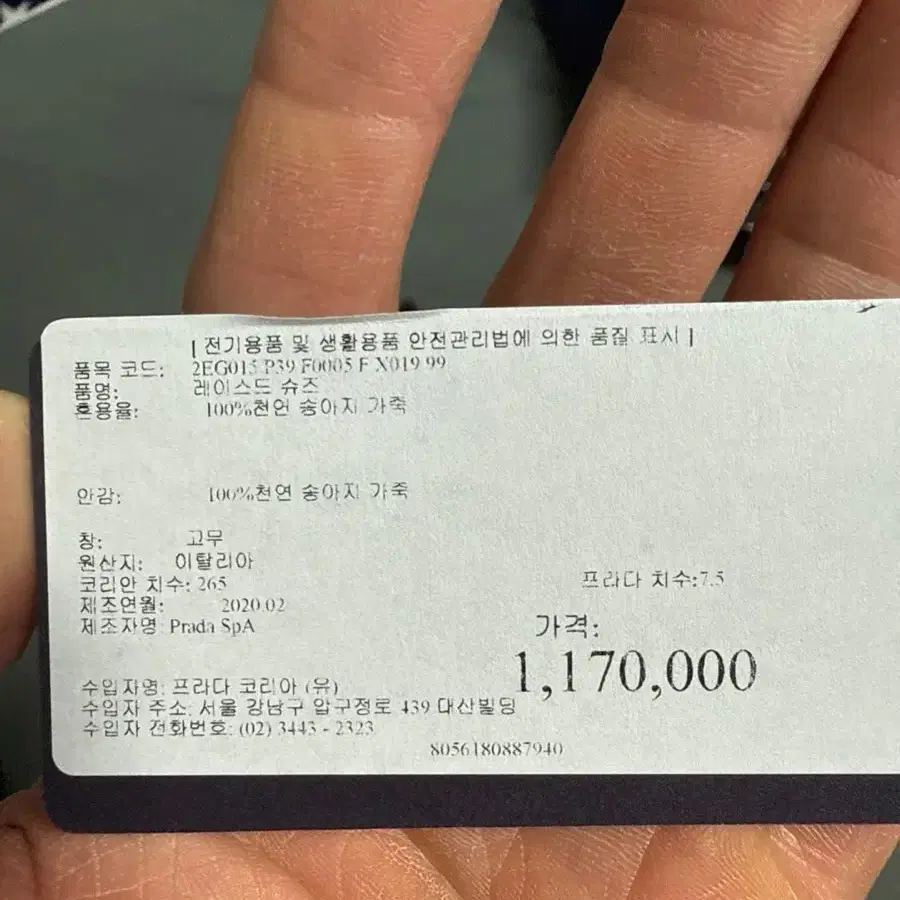 [ 전기용품 및 생활용품 안전관리법에 의한 품질 표시 ]
품목 코드: 2EG015 P39 F0005 F X019 99
품명: 레이스드 슈즈
혼용율: 100%천연 송아지 가죽
안감: 100%천연 송아지 가죽
창: 고무
원산지: 이탈리아
코리안 치수: 265 프라다 치수:7.5
제조연월: 2020.02
제조자명: Prada SpA
가격:
1,170,000
수입자명: 프라다 코리아 (유)
수입자 주소: 서울 강남구 압구정로 439 대산빌딩
수입자 전화번호: (02) 3443 - 2323
8056180887940